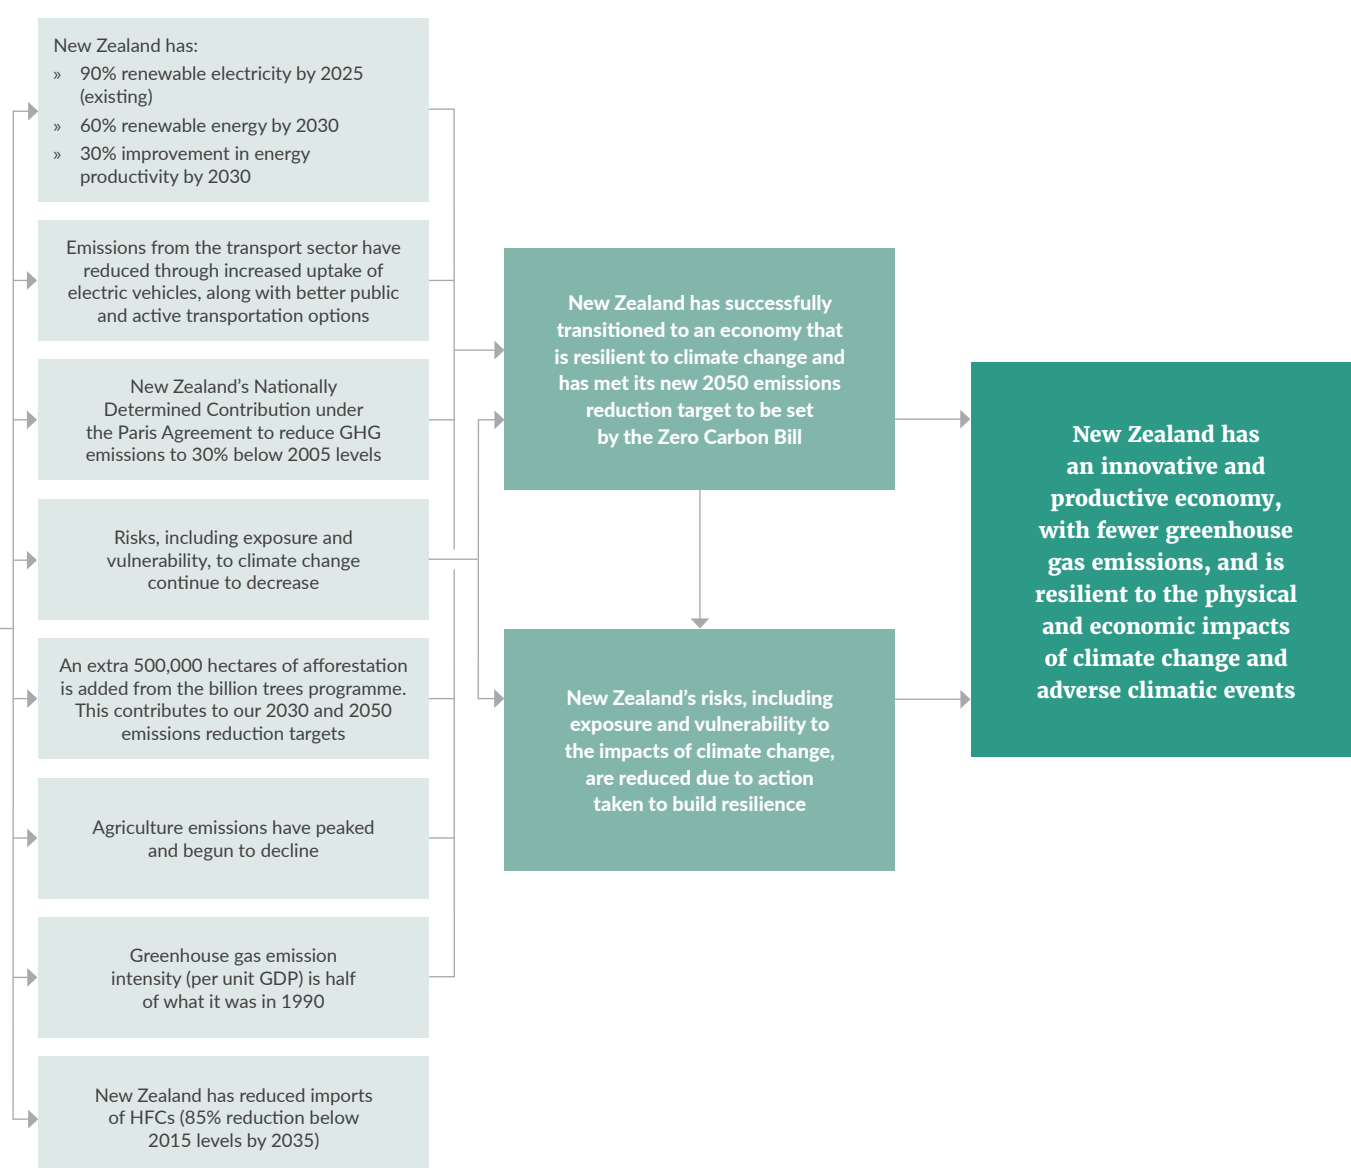 New Zealand has:
» 90% renewable electricity by 2025
(existing)
» 60% renewable energy by 2030
» 30% improvement in energy
productivity by 2030
Emissions from the transport sector have
reduced through increased uptake of
electric vehicles, along with better public
and active transportation options
New Zealand’s Nationally
Determined Contribution under
the Paris Agreement to reduce GHG
emissions to 30% below 2005 levels
Risks, including exposure and
vulnerability, to climate change
continue to decrease
An extra 500,000 hectares of afforestation
is added from the billion trees programme.
This contributes to our 2030 and 2050
emissions reduction targets
Agriculture emissions have peaked
and begun to decline
Greenhouse gas emission
intensity (per unit GDP) is half
of what it was in 1990
New Zealand has reduced imports
of HFCs (85% reduction below
2015 levels by 2035)
New Zealand has successfully
transitioned to an economy that
is resilient to climate change and
has met its new 2050 emissions
reduction target to be set
by the Zero Carbon Bill
New Zealand’s risks, including
exposure and vulnerability to
the impacts of climate change,
are reduced due to action
taken to build resilience
New Zealand has
an innovative and
productive economy,
with fewer greenhouse
gas emissions, and is
resilient to the physical
and economic impacts
of climate change and
adverse climatic events